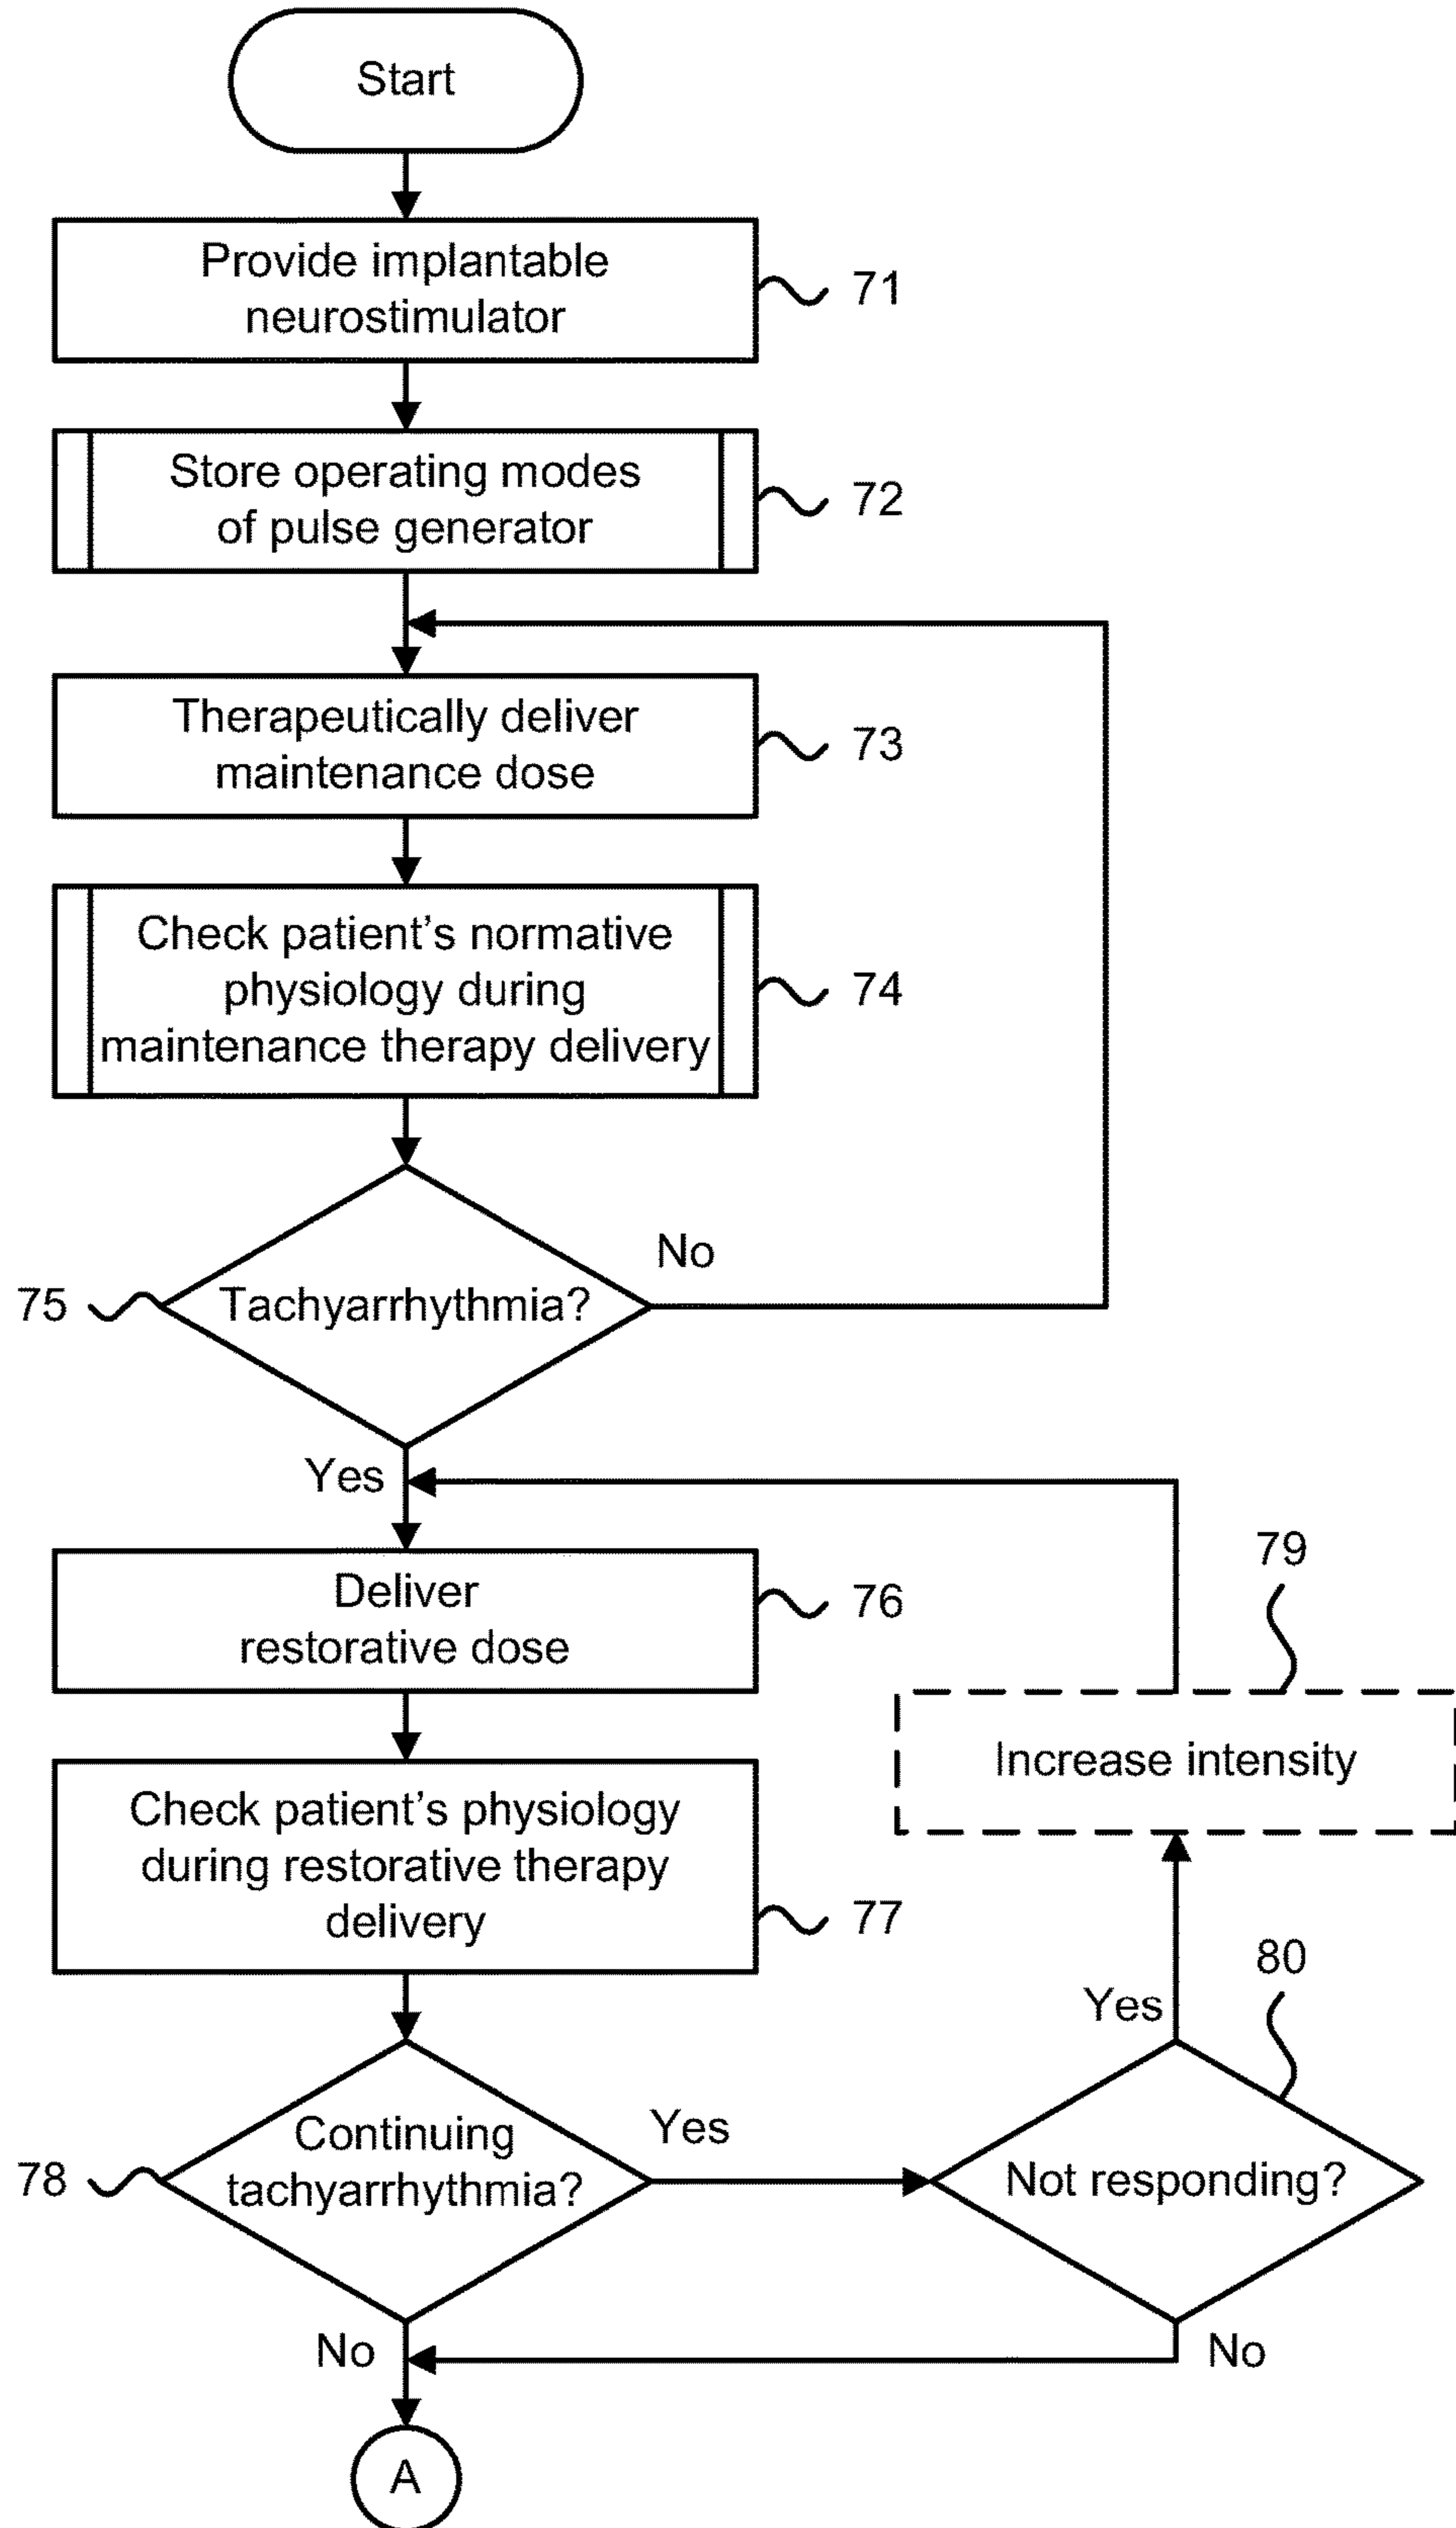 Start
Provide implantable
neurostimulator
71
Store operating modes
of pulse generator
72
Therapeutically deliver
maintenance dose
73
Check patient's normative
physiology during
maintenance therapy delivery
74
No
75
Tachyarrhythmia?
Yes
79
Deliver
restorative dose
76
Increase intensity
Check patient's physiology
during restorative therapy
delivery
77
80
Yes
Continuing
tachyarrhythmia?
78
Yes
Not responding?
No
No
A